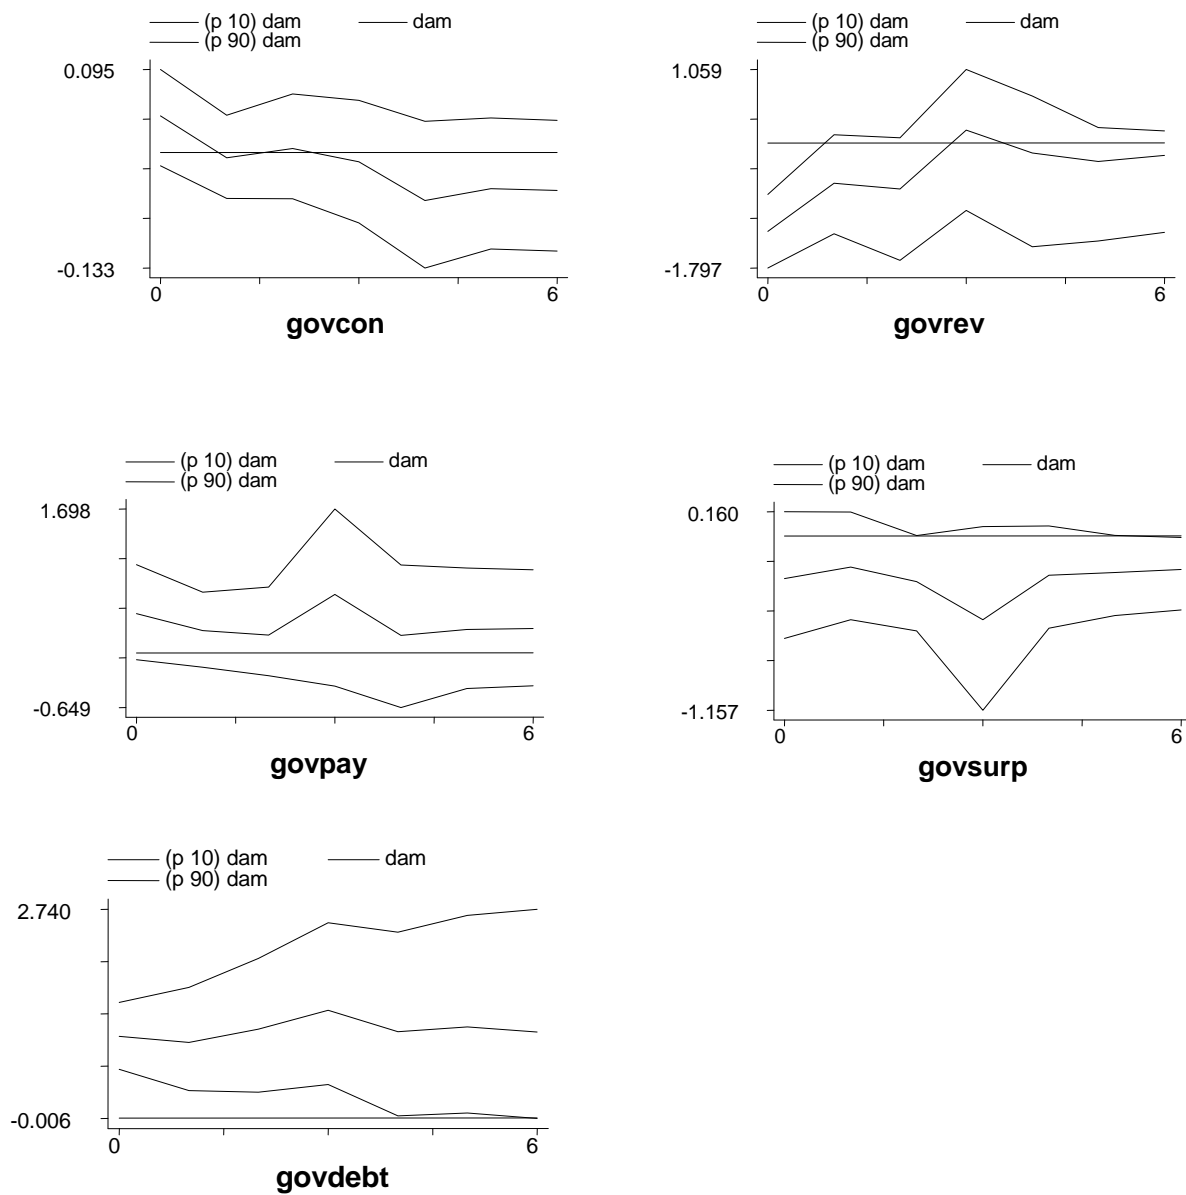 (p 10) dam dam
(p 90) dam
0.095
-0.133
0 6
govcon
(p 10) dam dam
(p 90) dam
1.059
-1.797
0 6
govrev
(p 10) dam dam
(p 90) dam
1.698
-0.649
0 6
govpay
(p 10) dam dam
(p 90) dam
0.160
-1.157
0 6
govsurp
(p 10) dam dam
(p 90) dam
2.740
-0.006
0 6
govdebt